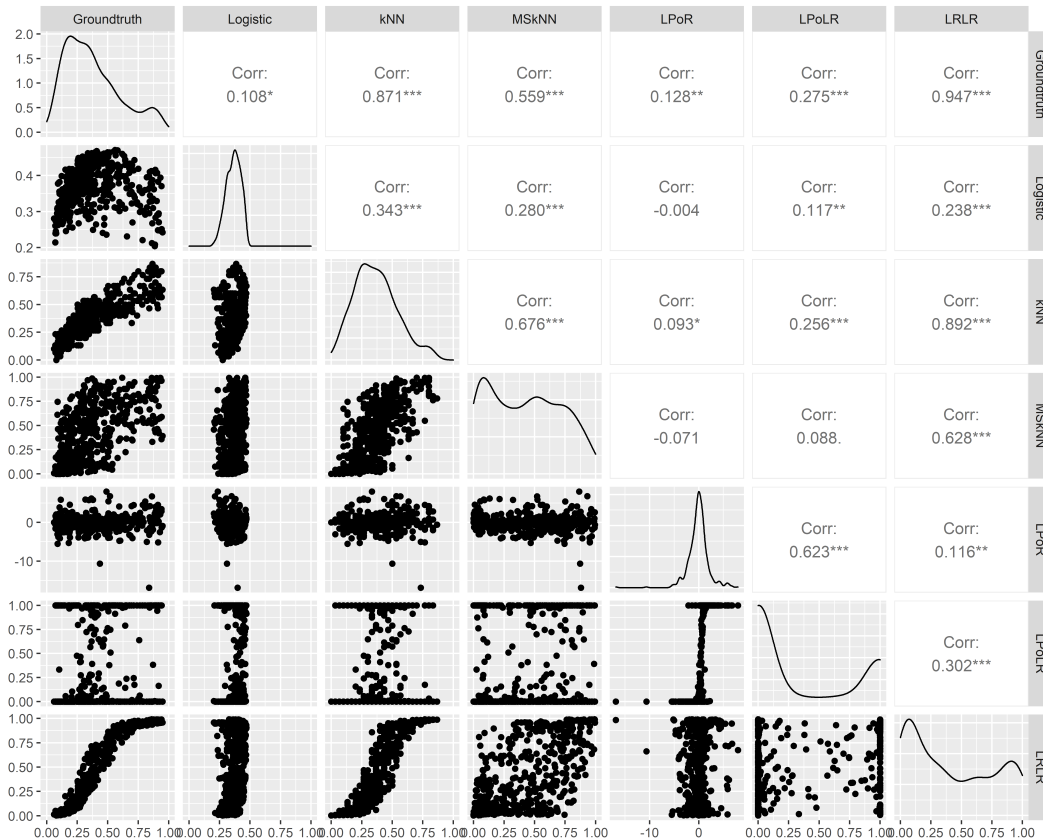 Groundtruth Logistic kNN MSkNN LPoR LPoLR LRLR
2.0
1.5
1.0
0.5
0.0
Corr: Corr: Corr: Corr: Corr: Corr:
0.108* 0.871*** 0.559*** 0.128** 0.275*** 0.947***
Groundtruth
0.4
0.3
0.2
Corr: Corr: Corr: Corr: Corr:
0.343*** 0.280*** -0.004 0.117** 0.238***
Logistic
0.75
0.50
0.25
0.00
Corr: Corr: Corr: Corr:
0.676*** 0.093* 0.256*** 0.892***
kNN
1.00
0.75
0.50
0.25
0.00
Corr: Corr: Corr:
-0.071 0.088. 0.628***
MSkNN
0
-10
Corr: Corr:
0.623*** 0.116**
LPoR
1.00
0.75
0.50
0.25
0.00
Corr:
0.302***
LPoLR
1.00
0.75
0.50
0.25
0.00
LRLR
0.00 0.25 0.50 0.75 1.00 0.00 0.25 0.50 0.75 1.00 0.00 0.25 0.50 0.75 1.00 0.00 0.25 0.50 0.75 1.00 -10 0 0.00 0.25 0.50 0.75 1.00 0.00 0.25 0.50 0.75 1.00